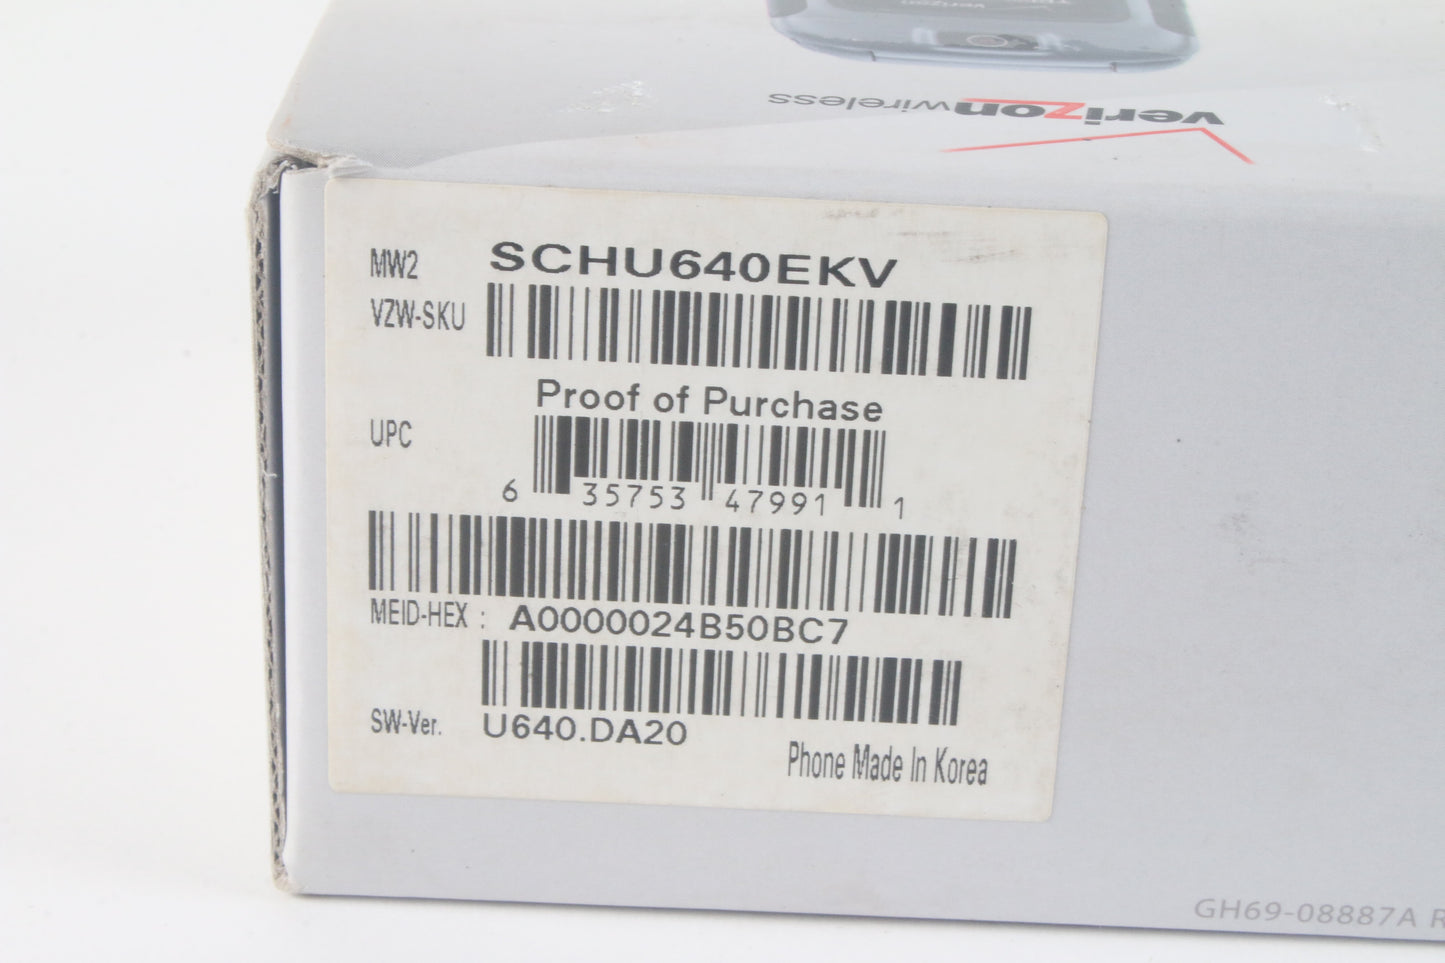 verizon
verizonwireless
MW2 SCHU640EKV
VZW-SKU
Proof of Purchase
UPC
6 35753 47991 1
MEID-HEX : A0000024B50BC7
SW-Ver. U640.DA20
Phone Made In Korea
GH69-08887A R